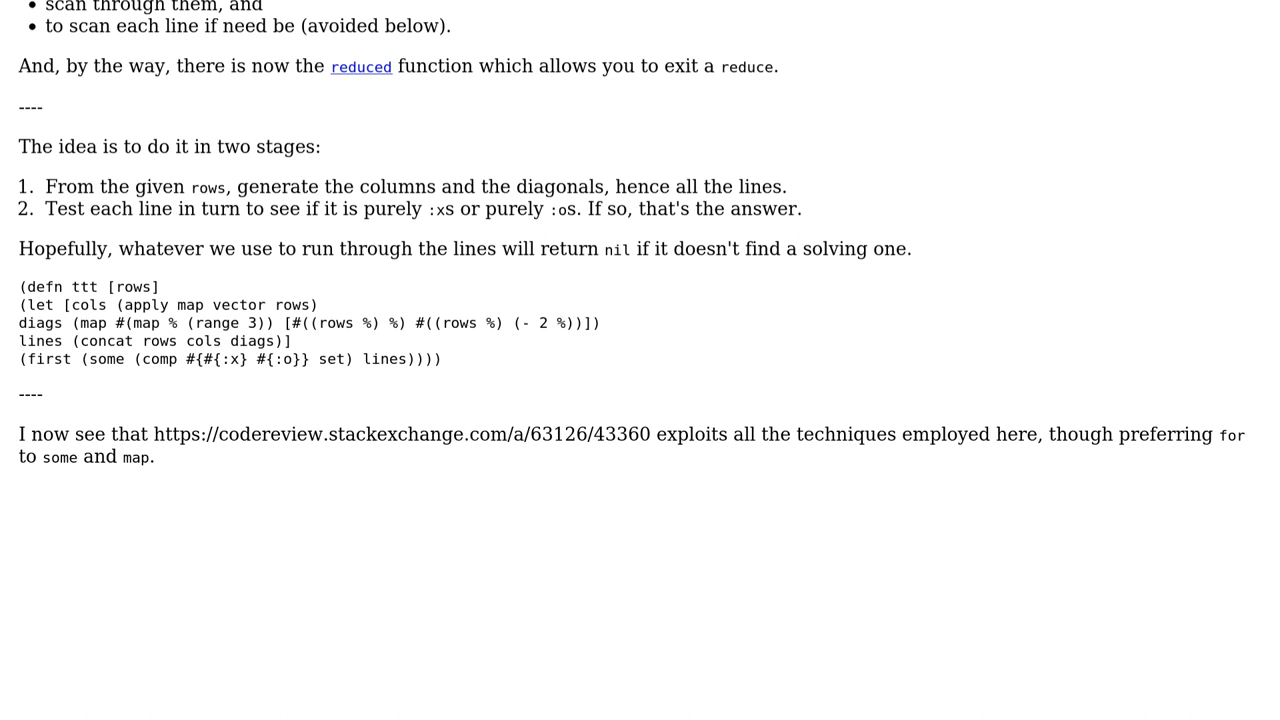 scan through them, and
to scan each line if need be (avoided below).
And, by the way, there is now the reduced function which allows you to exit a reduce.
----
The idea is to do it in two stages:
1. From the given rows, generate the columns and the diagonals, hence all the lines.
2. Test each line in turn to see if it is purely :xs or purely :os. If so, that's the answer.
Hopefully, whatever we use to run through the lines will return nil if it doesn't find a solving one.
(defn ttt [rows]
(let [cols (apply map vector rows)
diags (map #(map % (range 3)) [#((rows %) %) #((rows %) (- 2 %))])
lines (concat rows cols diags)]
(first (some (comp #{#{:x} #{:o}} set) lines))))
----
I now see that https://codereview.stackexchange.com/a/63126/43360 exploits all the techniques employed here, though preferring for
to some and map.